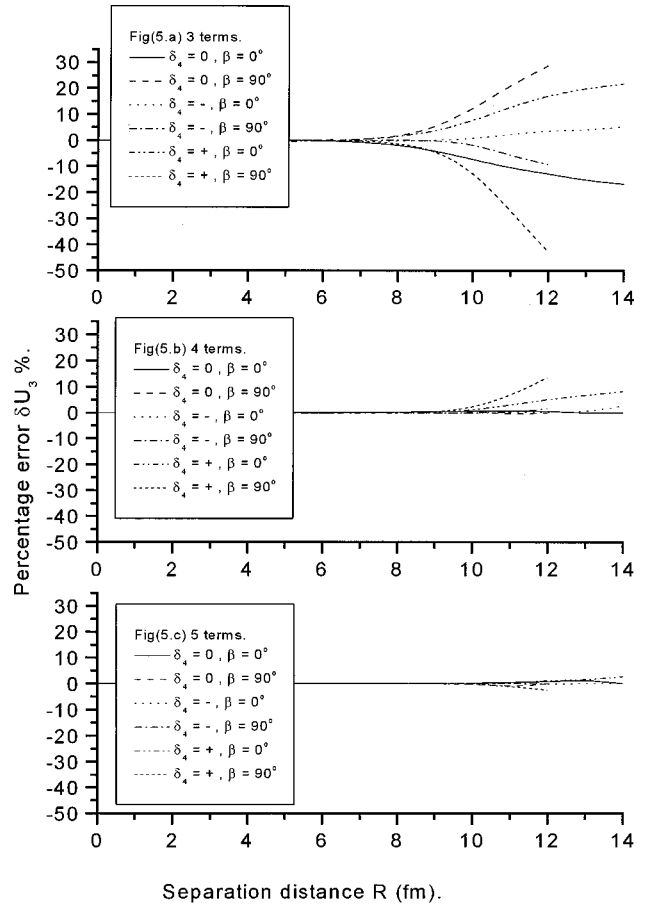 Percentage error δU₃ %.
Fig(5.a) 3 terms.
δ₄ = 0 , β = 0°
δ₄ = 0 , β = 90°
δ₄ = - , β = 0°
δ₄ = - , β = 90°
δ₄ = + , β = 0°
δ₄ = + , β = 90°
30
20
10
0
-10
-20
-30
-40
-50
0 2 4 6 8 10 12 14
Fig(5.b) 4 terms.
δ₄ = 0 , β = 0°
δ₄ = 0 , β = 90°
δ₄ = - , β = 0°
δ₄ = - , β = 90°
δ₄ = + , β = 0°
δ₄ = + , β = 90°
30
20
10
0
-10
-20
-30
-40
-50
0 2 4 6 8 10 12 14
Fig(5.c) 5 terms.
δ₄ = 0 , β = 0°
δ₄ = 0 , β = 90°
δ₄ = - , β = 0°
δ₄ = - , β = 90°
δ₄ = + , β = 0°
δ₄ = + , β = 90°
30
20
10
0
-10
-20
-30
-40
-50
0 2 4 6 8 10 12 14
Separation distance R (fm).